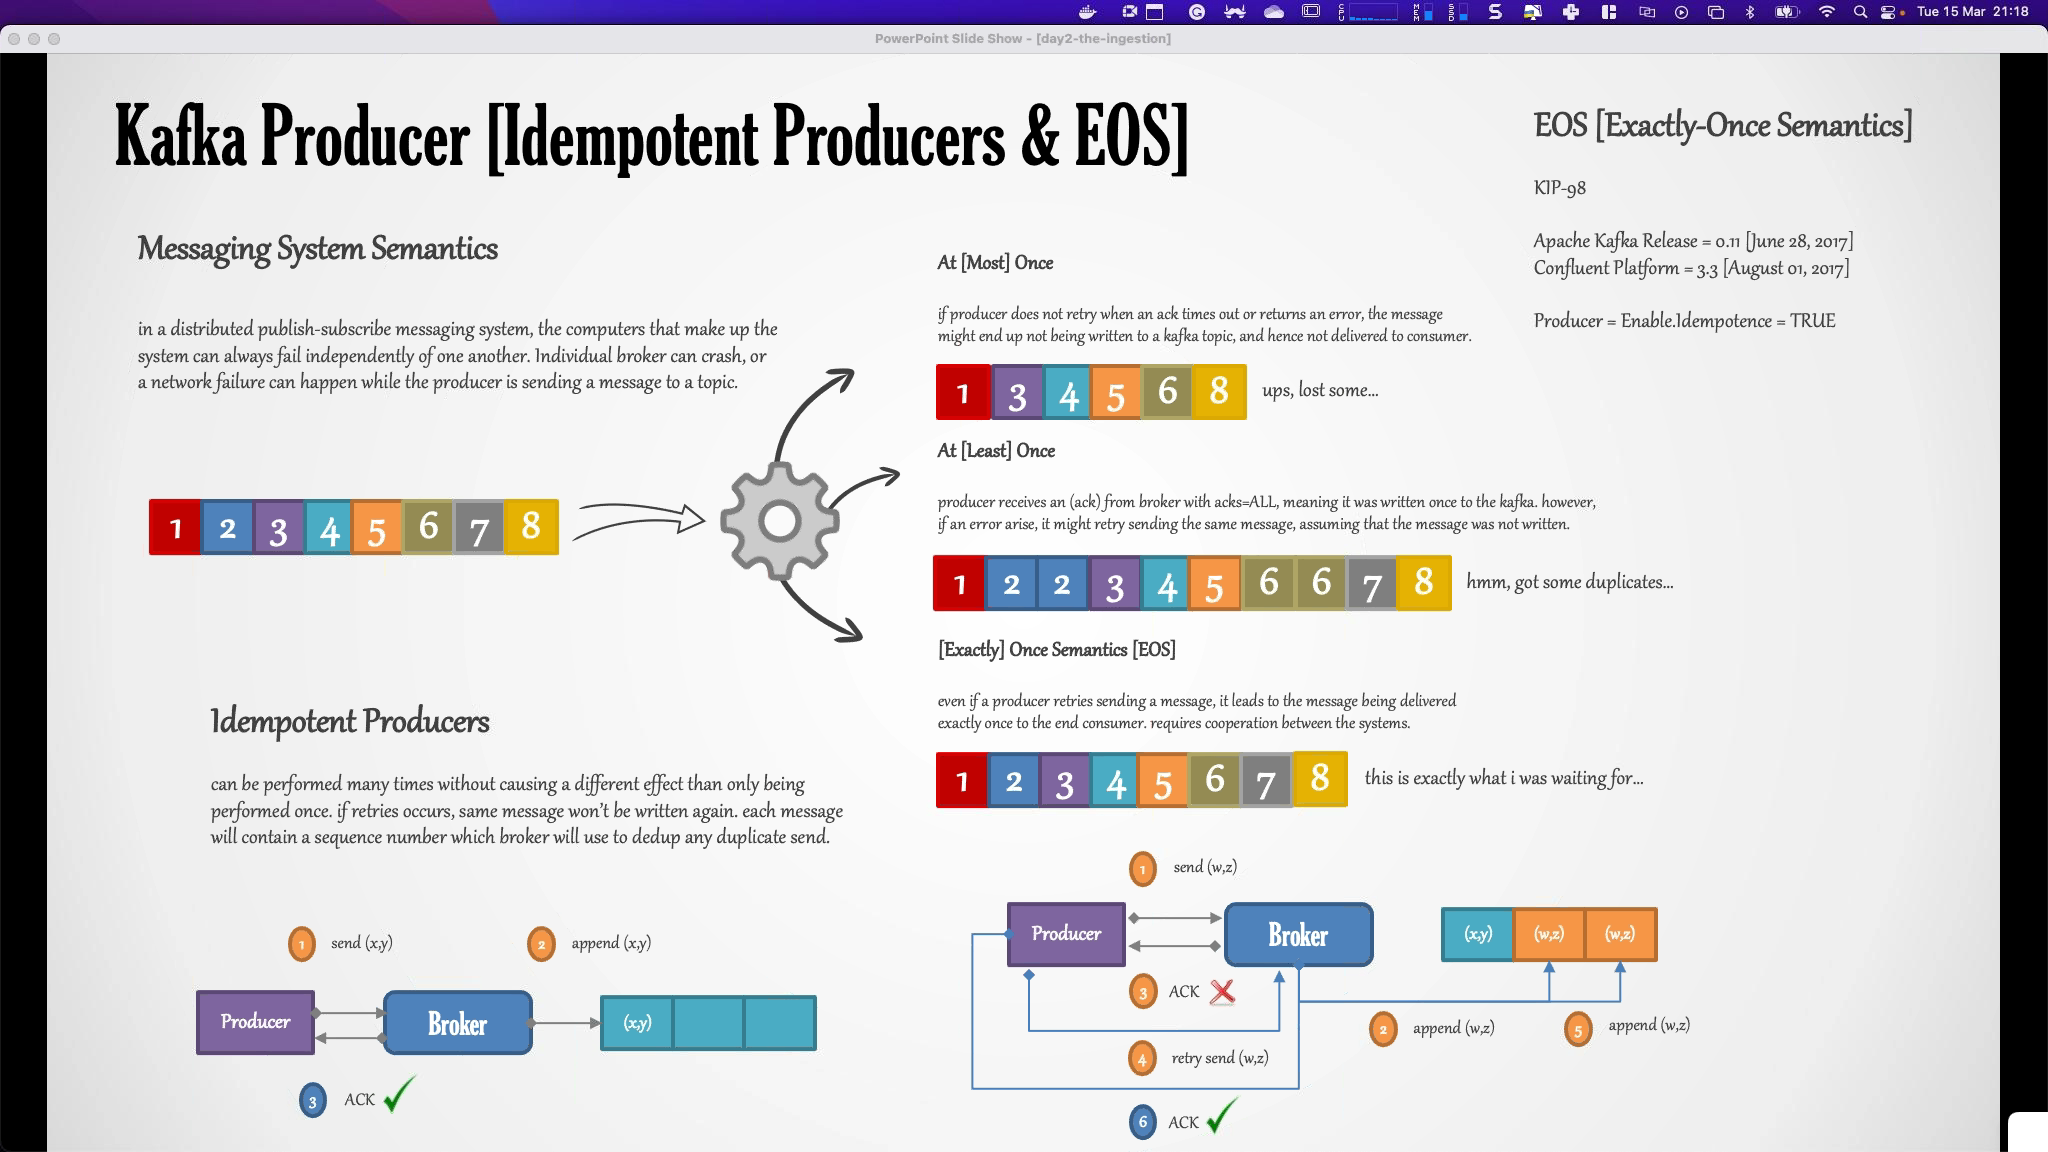 Tue 15 Mar 21:18
PowerPoint Slide Show - [day2-the-ingestion]
Kafka Producer [Idempotent Producers & EOS]
EOS [Exactly-Once Semantics]
KIP-98
Apache Kafka Release = 0.11 [June 28, 2017]
Confluent Platform = 3.3 [August 01, 2017]
Producer = Enable.Idempotence = TRUE
Messaging System Semantics
in a distributed publish-subscribe messaging system, the computers that make up the
system can always fail independently of one another. Individual broker can crash, or
a network failure can happen while the producer is sending a message to a topic.
1 2 3 4 5 6 7 8
At [Most] Once
if producer does not retry when an ack times out or returns an error, the message
might end up not being written to a kafka topic, and hence not delivered to consumer.
1 3 4 5 6 8 ups, lost some...
At [Least] Once
producer receives an (ack) from broker with acks=ALL, meaning it was written once to the kafka. however,
if an error arise, it might retry sending the same message, assuming that the message was not written.
1 2 2 3 4 5 6 6 7 8 hmm, got some duplicates...
[Exactly] Once Semantics [EOS]
even if a producer retries sending a message, it leads to the message being delivered
exactly once to the end consumer. requires cooperation between the systems.
1 2 3 4 5 6 7 8 this is exactly what i was waiting for...
Idempotent Producers
can be performed many times without causing a different effect than only being
performed once. if retries occurs, same message won't be written again. each message
will contain a sequence number which broker will use to dedup any duplicate send.
1 send (x,y) 2 append (x,y)
Producer Broker (x,y)
3 ACK
1 send (w,z)
Producer Broker (x,y) (w,z) (w,z)
3 ACK
2 append (w,z) 5 append (w,z)
4 retry send (w,z)
6 ACK